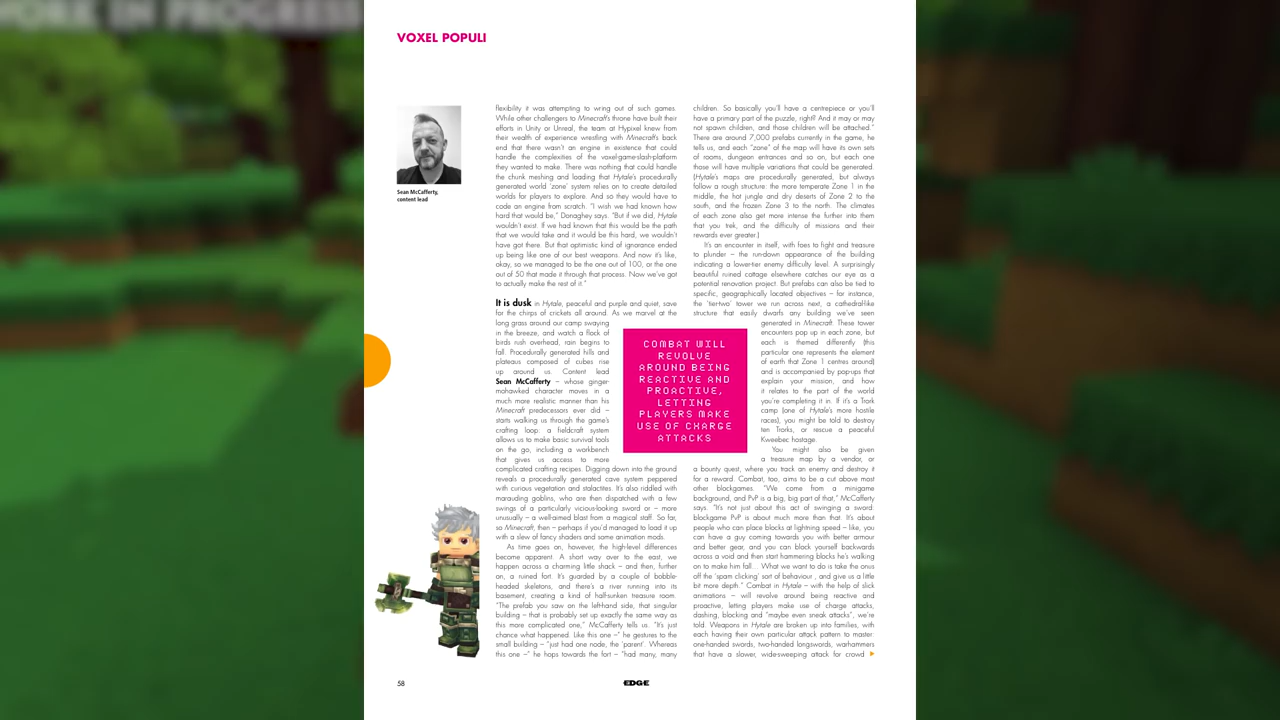 WORK IN PROGRESS
VOXEL POPULI
Sean McCafferty,
content lead
flexibility it was attempting to wring out of such games.
While other challengers to Minecraft's throne have built their
efforts in Unity or Unreal, the team at Hypixel knew from
their wealth of experience wrestling with Minecraft's back
end that there wasn't an engine in existence that could
handle the complexities of the voxel-game-slash-platform
they wanted to make. There was nothing that could handle
the chunk meshing and loading that Hytale's procedurally
generated world 'zone' system relies on to create detailed
worlds for players to explore. And so they would have to
code an engine from scratch. "I wish we had known how
hard that would be," Donaghey says. "But if we did, Hytale
wouldn't exist. If we had known that this would be the path
that we would take and it would be this hard, we wouldn't
have got there. But that optimistic kind of ignorance ended
up being like one of our best weapons. And now it's like,
okay, so we managed to be the one out of 100, or the one
out of 50 that made it through that process. Now we've got
to actually make the rest of it."
It is dusk in Hytale, peaceful and purple and quiet, save
for the chirps of crickets all around. As we marvel at the
long grass around our camp swaying
in the breeze, and watch a flock of
birds rush overhead, rain begins to
fall. Procedurally generated hills and
plateaus composed of cubes rise
up around us. Content lead
Sean McCafferty – whose ginger-
mohawked character moves in a
much more realistic manner than his
Minecraft predecessors ever did –
starts walking us through the game's
crafting loop: a fieldcraft system
allows us to make basic survival tools
on the go, including a workbench
that gives us access to more
complicated crafting recipes. Digging down into the ground
reveals a procedurally generated cave system peppered
with curious vegetation and stalactites. It's also riddled with
marauding goblins, who are then dispatched with a few
swings of a particularly vicious-looking sword or – more
unusually – a well-aimed blast from a magical staff. So far,
so Minecraft, then – perhaps if you'd managed to load it up
with a slew of fancy shaders and some animation mods.
As time goes on, however, the high-level differences
become apparent. A short way over to the east, we
happen across a charming little shack – and then, further
on, a ruined fort. It's guarded by a couple of bobble-
headed skeletons, and there's a river running into its
basement, creating a kind of half-sunken treasure room.
"The prefab you saw on the left-hand side, that singular
building – that is probably set up exactly the same way as
this more complicated one," McCafferty tells us. "It's just
chance what happened. Like this one –" he gestures to the
small building – "just had one node, the 'parent'. Whereas
this one –" he hops towards the fort – "had many, many
children. So basically you'll have a centrepiece or you'll
have a primary part of the puzzle, right? And it may or may
not spawn children, and those children will be attached."
There are around 7,000 prefabs currently in the game, he
tells us, and each "zone" of the map will have its own sets
of rooms, dungeon entrances and so on, but each one
those will have multiple variations that could be generated.
(Hytale's maps are procedurally generated, but always
follow a rough structure: the more temperate Zone 1 in the
middle, the hot jungle and dry deserts of Zone 2 to the
south, and the frozen Zone 3 to the north. The climates
of each zone also get more intense the further into them
that you trek, and the difficulty of missions and their
rewards ever greater.)
It's an encounter in itself, with foes to fight and treasure
to plunder – the run-down appearance of the building
indicating a lower-tier enemy difficulty level. A surprisingly
beautiful ruined cottage elsewhere catches our eye as a
potential renovation project. But prefabs can also be tied to
specific, geographically located objectives – for instance,
the 'tier-two' tower we run across next, a cathedral-like
structure that easily dwarfs any building we've seen
generated in Minecraft. These tower
encounters pop up in each zone, but
each is themed differently (this
particular one represents the element
of earth that Zone 1 centres around)
and is accompanied by pop-ups that
explain your mission, and how
it relates to the part of the world
you're completing it in. If it's a Trork
camp (one of Hytale's more hostile
races), you might be told to destroy
ten Trorks, or rescue a peaceful
Kweebec hostage.
You might also be given
a treasure map by a vendor, or
a bounty quest, where you track an enemy and destroy it
for a reward. Combat, too, aims to be a cut above most
other blockgames. "We come from a minigame
background, and PvP is a big, big part of that," McCafferty
says. "It's not just about this act of swinging a sword:
blockgame PvP is about much more than that. It's about
people who can place blocks at lightning speed – like, you
can have a guy coming towards you with better armour
and better gear, and you can block yourself backwards
across a void and then start hammering blocks he's walking
on to make him fall… What we want to do is take the onus
off the 'spam clicking' sort of behaviour , and give us a little
bit more depth." Combat in Hytale – with the help of slick
animations – will revolve around being reactive and
proactive, letting players make use of charge attacks,
dashing, blocking and "maybe even sneak attacks", we're
told. Weapons in Hytale are broken up into families, with
each having their own particular attack pattern to master:
one-handed swords, two-handed longswords, warhammers
that have a slower, wide-sweeping attack for crowd
COMBAT WILL
REVOLVE
AROUND BEING
REACTIVE AND
PROACTIVE,
LETTING
PLAYERS MAKE
USE OF CHARGE
ATTACKS
58
EDGE